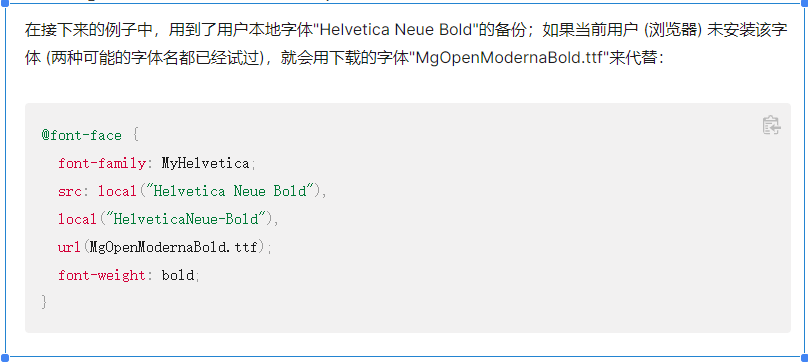 在接下来的例子中，用到了用户本地字体"Helvetica Neue Bold"的备份；如果当前用户 (浏览器) 未安装该字
体 (两种可能的字体名都已经试过)，就会用下载的字体"MgOpenModernaBold.ttf"来代替：
@font-face {
  font-family: MyHelvetica;
  src: local("Helvetica Neue Bold"),
  local("HelveticaNeue-Bold"),
  url(MgOpenModernaBold.ttf);
  font-weight: bold;
}